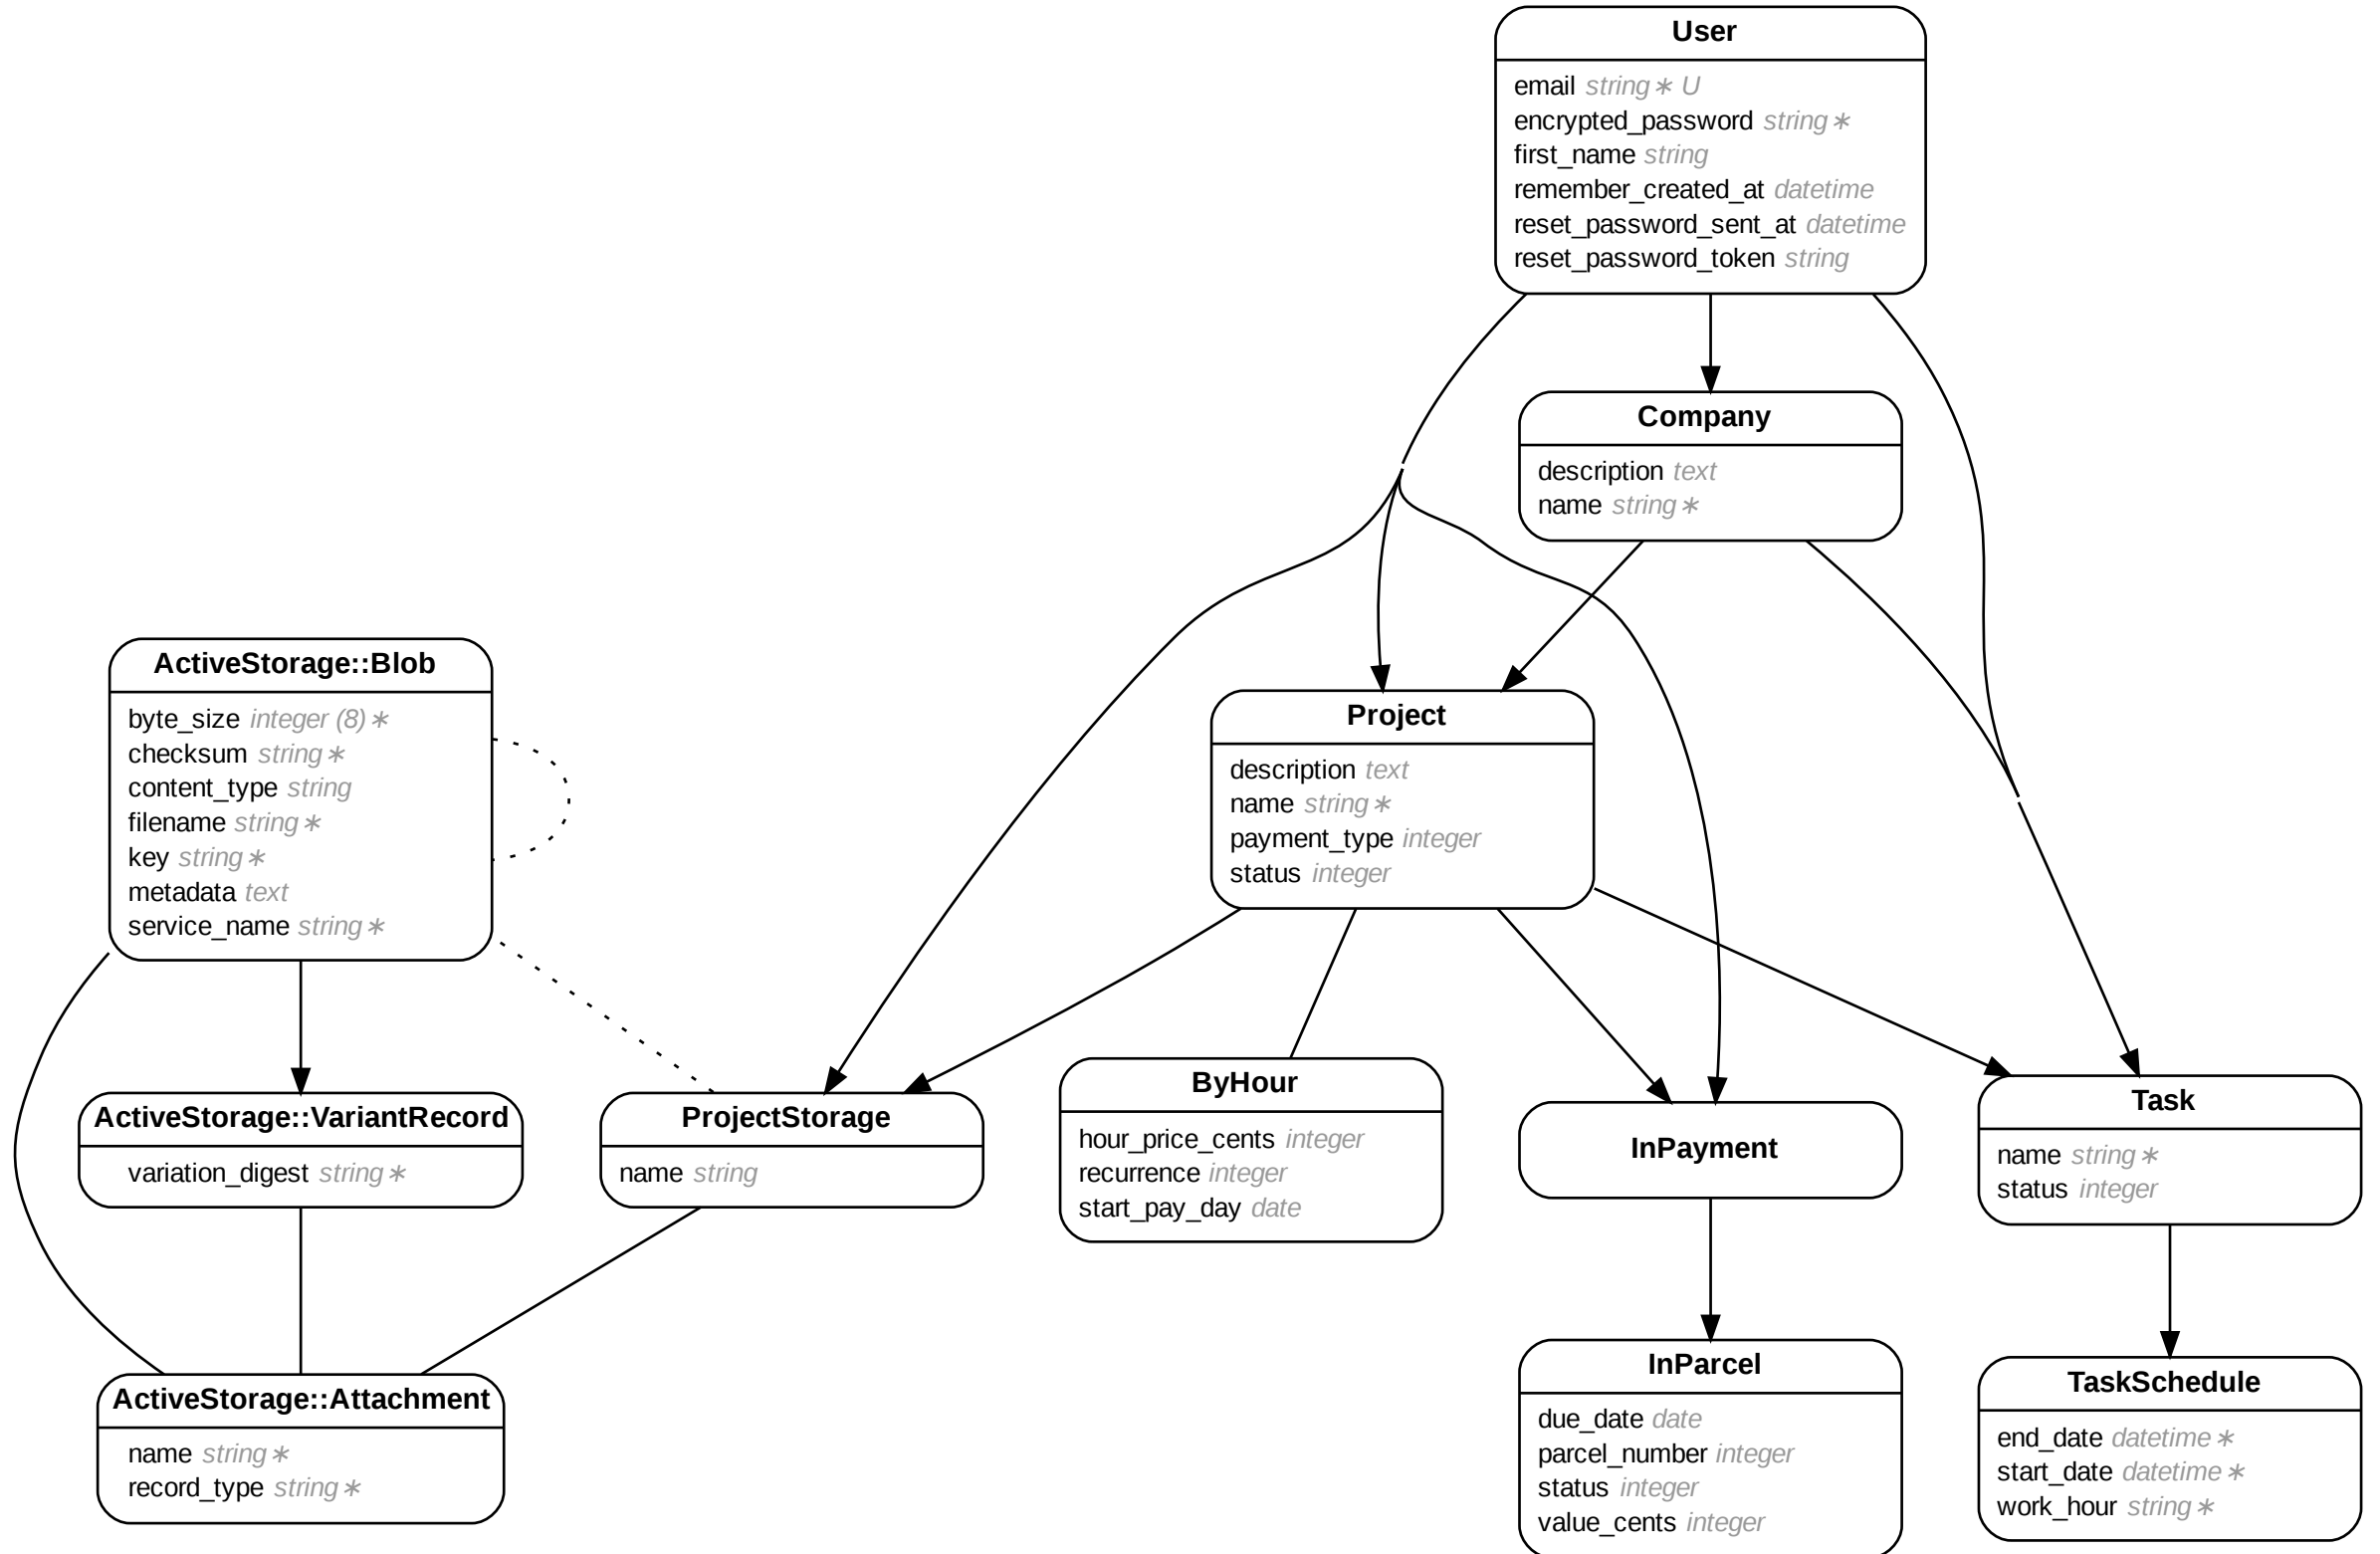 User
email string∗ U
encrypted_password string∗
first_name string
remember_created_at datetime
reset_password_sent_at datetime
reset_password_token string
Company
description text
name string∗
ActiveStorage::Blob
byte_size integer (8)∗
checksum string∗
content_type string
filename string∗
key string∗
metadata text
service_name string∗
Project
description text
name string∗
payment_type integer
status integer
ActiveStorage::VariantRecord
variation_digest string∗
ProjectStorage
name string
ByHour
hour_price_cents integer
recurrence integer
start_pay_day date
InPayment
Task
name string∗
status integer
ActiveStorage::Attachment
name string∗
record_type string∗
InParcel
due_date date
parcel_number integer
status integer
value_cents integer
TaskSchedule
end_date datetime∗
start_date datetime∗
work_hour string∗